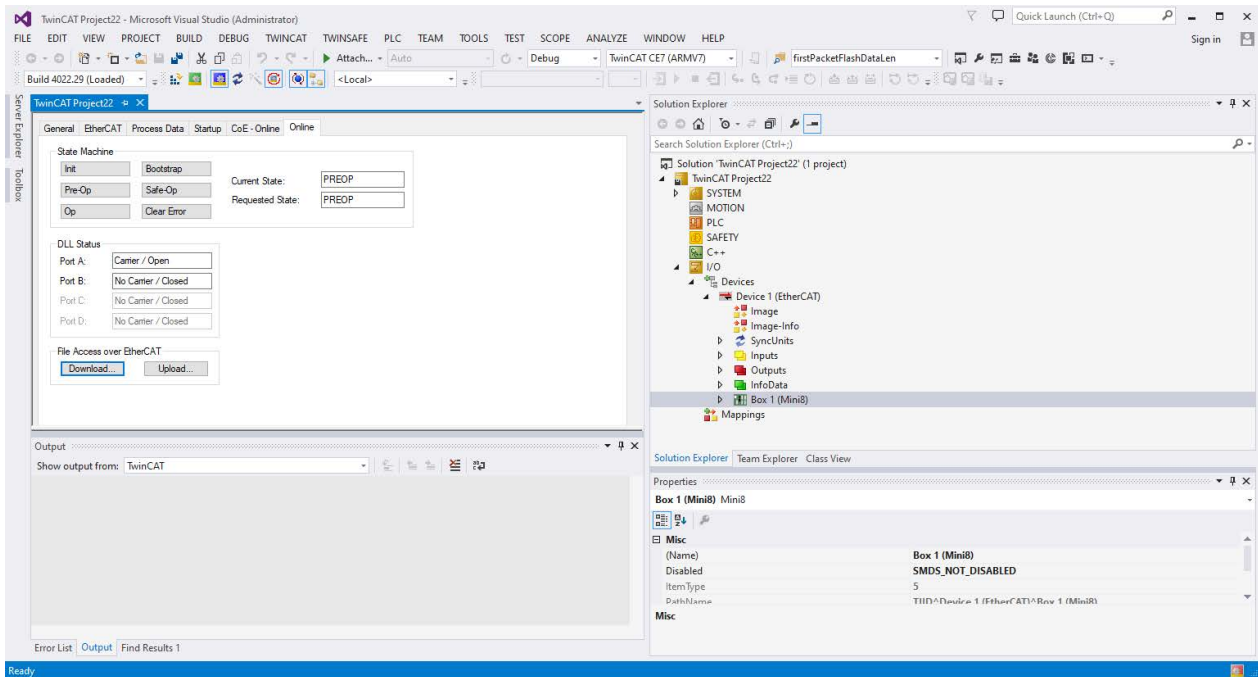 TwinCAT Project22 - Microsoft Visual Studio (Administrator)
Quick Launch (Ctrl+Q)
FILE EDIT VIEW PROJECT BUILD DEBUG TWINCAT TWINSAFE PLC TEAM TOOLS TEST SCOPE ANALYZE WINDOW HELP
Sign in
Attach... Auto Debug TwinCAT CE7 (ARMV7) firstPacketFlashDataLen
Build 4022.29 (Loaded) <Local>
Server Explorer
Toolbox
TwinCAT Project22
General EtherCAT Process Data Startup CoE - Online Online
State Machine
Init Bootstrap
Pre-Op Safe-Op
Op Clear Error
Current State: PREOP
Requested State: PREOP
DLL Status
Port A: Carrier / Open
Port B: No Carrier / Closed
Port C: No Carrier / Closed
Port D: No Carrier / Closed
File Access over EtherCAT
Download... Upload...
Output
Show output from: TwinCAT
Error List Output Find Results 1
Solution Explorer
Search Solution Explorer (Ctrl+;)
Solution 'TwinCAT Project22' (1 project)
TwinCAT Project22
SYSTEM
MOTION
PLC
SAFETY
C++
I/O
Devices
Device 1 (EtherCAT)
Image
Image-Info
SyncUnits
Inputs
Outputs
InfoData
Box 1 (Mini8)
Mappings
Solution Explorer Team Explorer Class View
Properties
Box 1 (Mini8) Mini8
Misc
(Name) Box 1 (Mini8)
Disabled SMDS_NOT_DISABLED
ItemType 5
PathName TIID^Device 1 (EtherCAT)^Box 1 (Mini8)
Misc
Ready